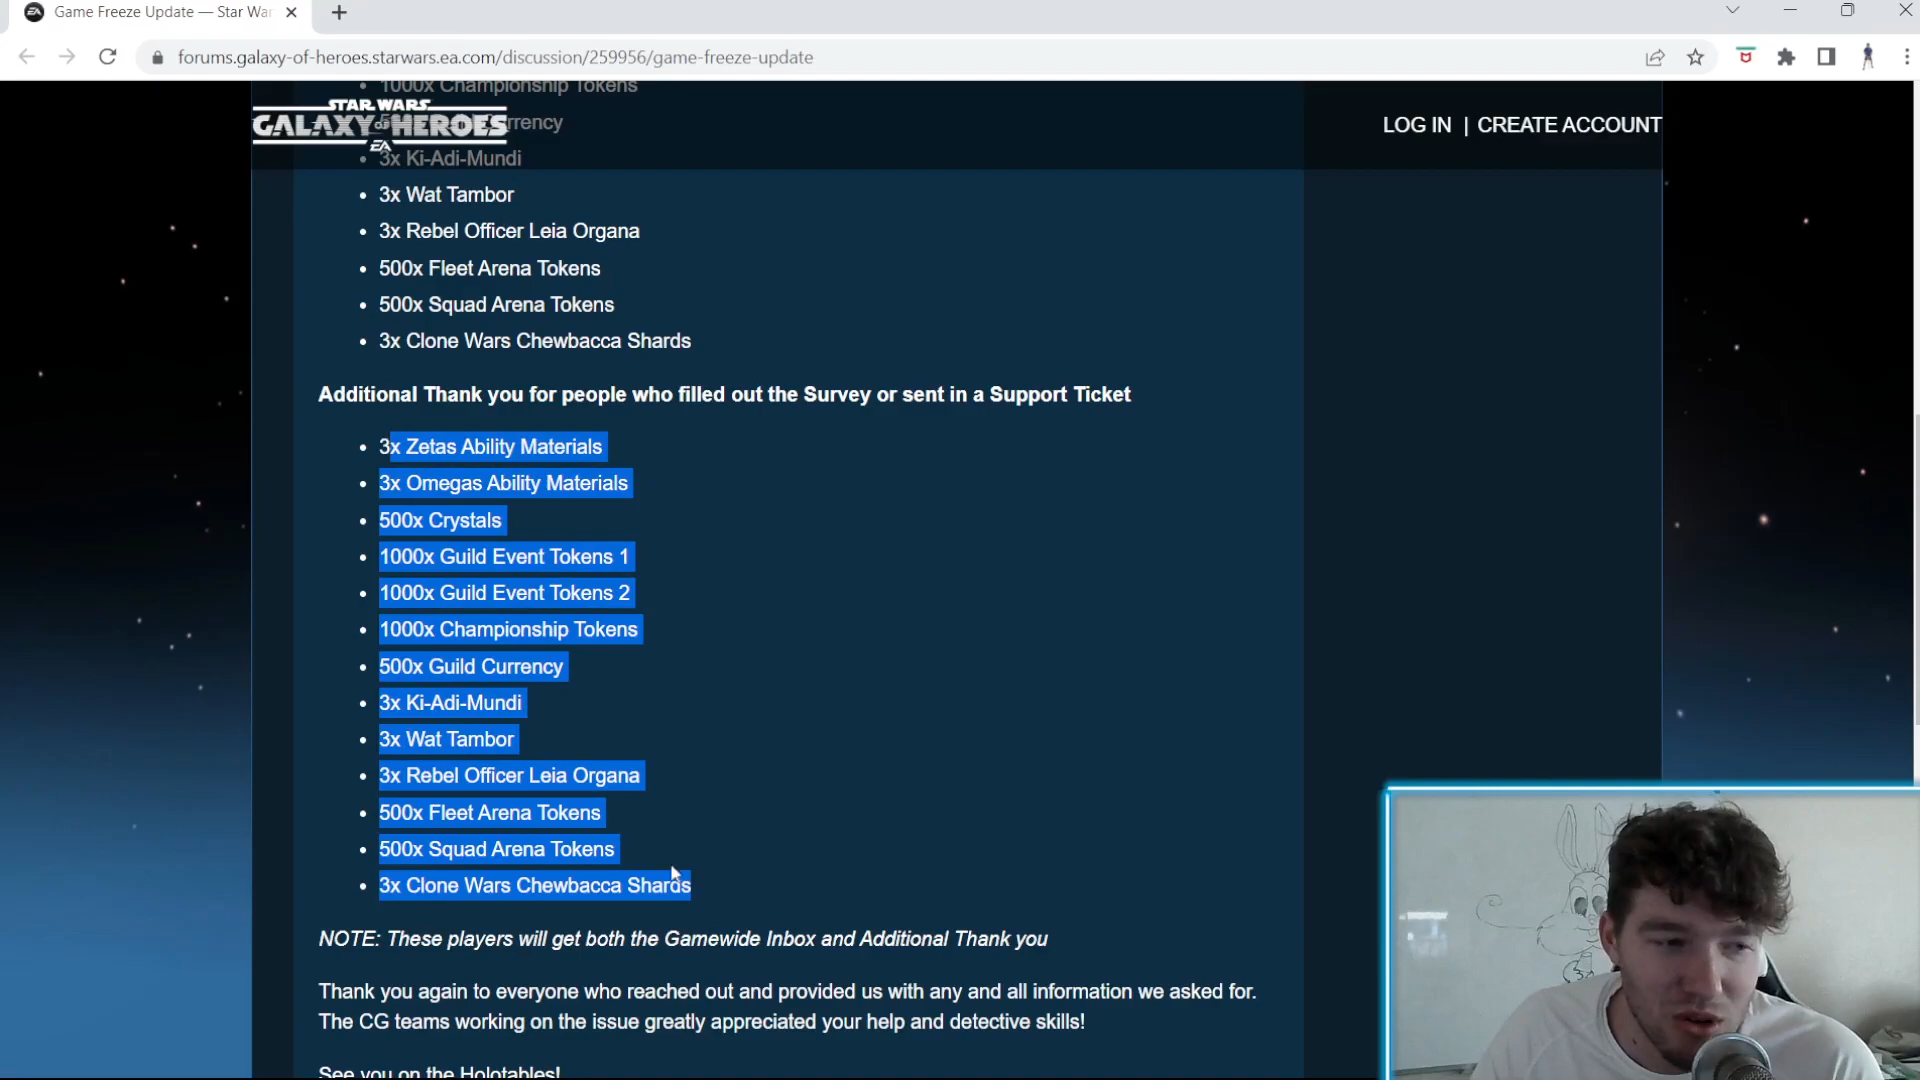 Game Freeze Update — Star War
forums.galaxy-of-heroes.starwars.ea.com/discussion/259956/game-freeze-update
1000x Championship Tokens
STAR WARS
GALAXY OF HEROES
EA
rrency
LOG IN | CREATE ACCOUNT
• 3x Ki-Adi-Mundi
• 3x Wat Tambor
• 3x Rebel Officer Leia Organa
• 500x Fleet Arena Tokens
• 500x Squad Arena Tokens
• 3x Clone Wars Chewbacca Shards
Additional Thank you for people who filled out the Survey or sent in a Support Ticket
• 3x Zetas Ability Materials
• 3x Omegas Ability Materials
• 500x Crystals
• 1000x Guild Event Tokens 1
• 1000x Guild Event Tokens 2
• 1000x Championship Tokens
• 500x Guild Currency
• 3x Ki-Adi-Mundi
• 3x Wat Tambor
• 3x Rebel Officer Leia Organa
• 500x Fleet Arena Tokens
• 500x Squad Arena Tokens
• 3x Clone Wars Chewbacca Shards
NOTE: These players will get both the Gamewide Inbox and Additional Thank you
Thank you again to everyone who reached out and provided us with any and all information we asked for.
The CG teams working on the issue greatly appreciated your help and detective skills!
See you on the Holotables!